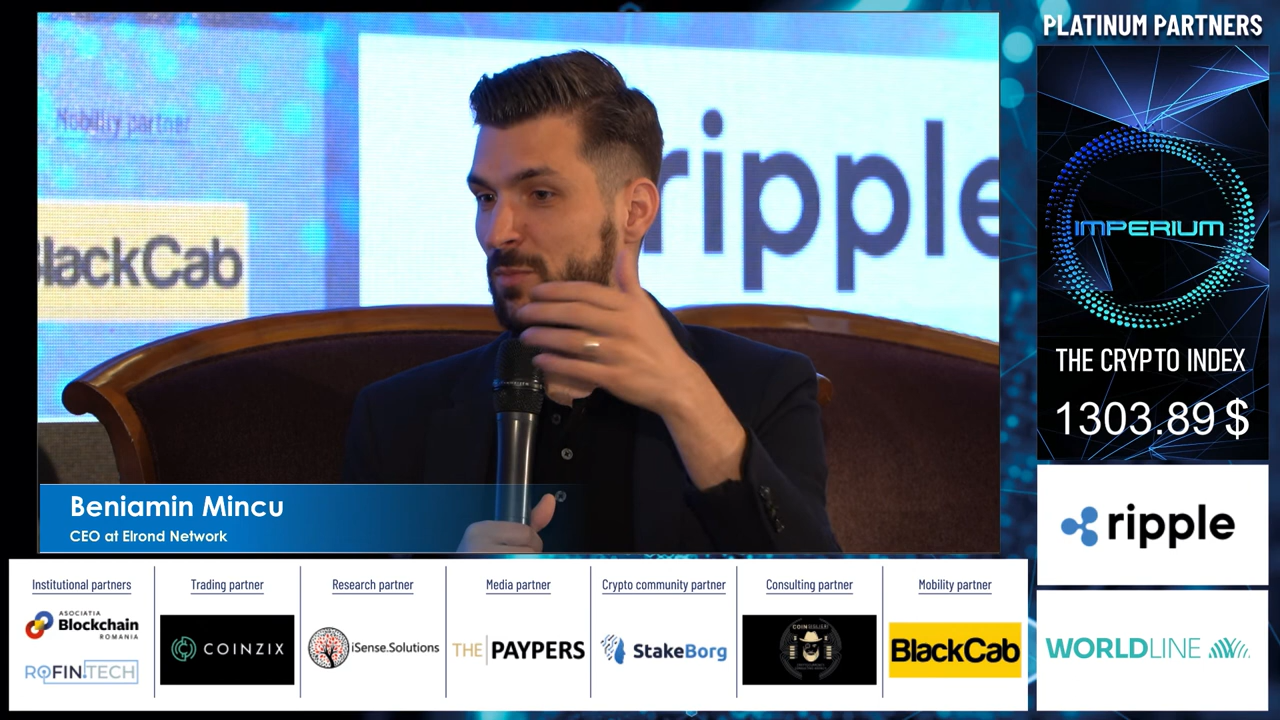 PLATINUM PARTNERS
Mobility partner
BlackCab
ripple
IMPERIUM
THE CRYPTO INDEX
1303.89 $
Beniamin Mincu
CEO at Elrond Network
ripple
WORLDLINE
Institutional partners
ASOCIATIA
Blockchain
ROMANIA
ROFIN.TECH
Trading partner
COINZIX
Research partner
iSense.Solutions
Media partner
THE PAYPERS
Crypto community partner
StakeBorg
Consulting partner
Mobility partner
BlackCab